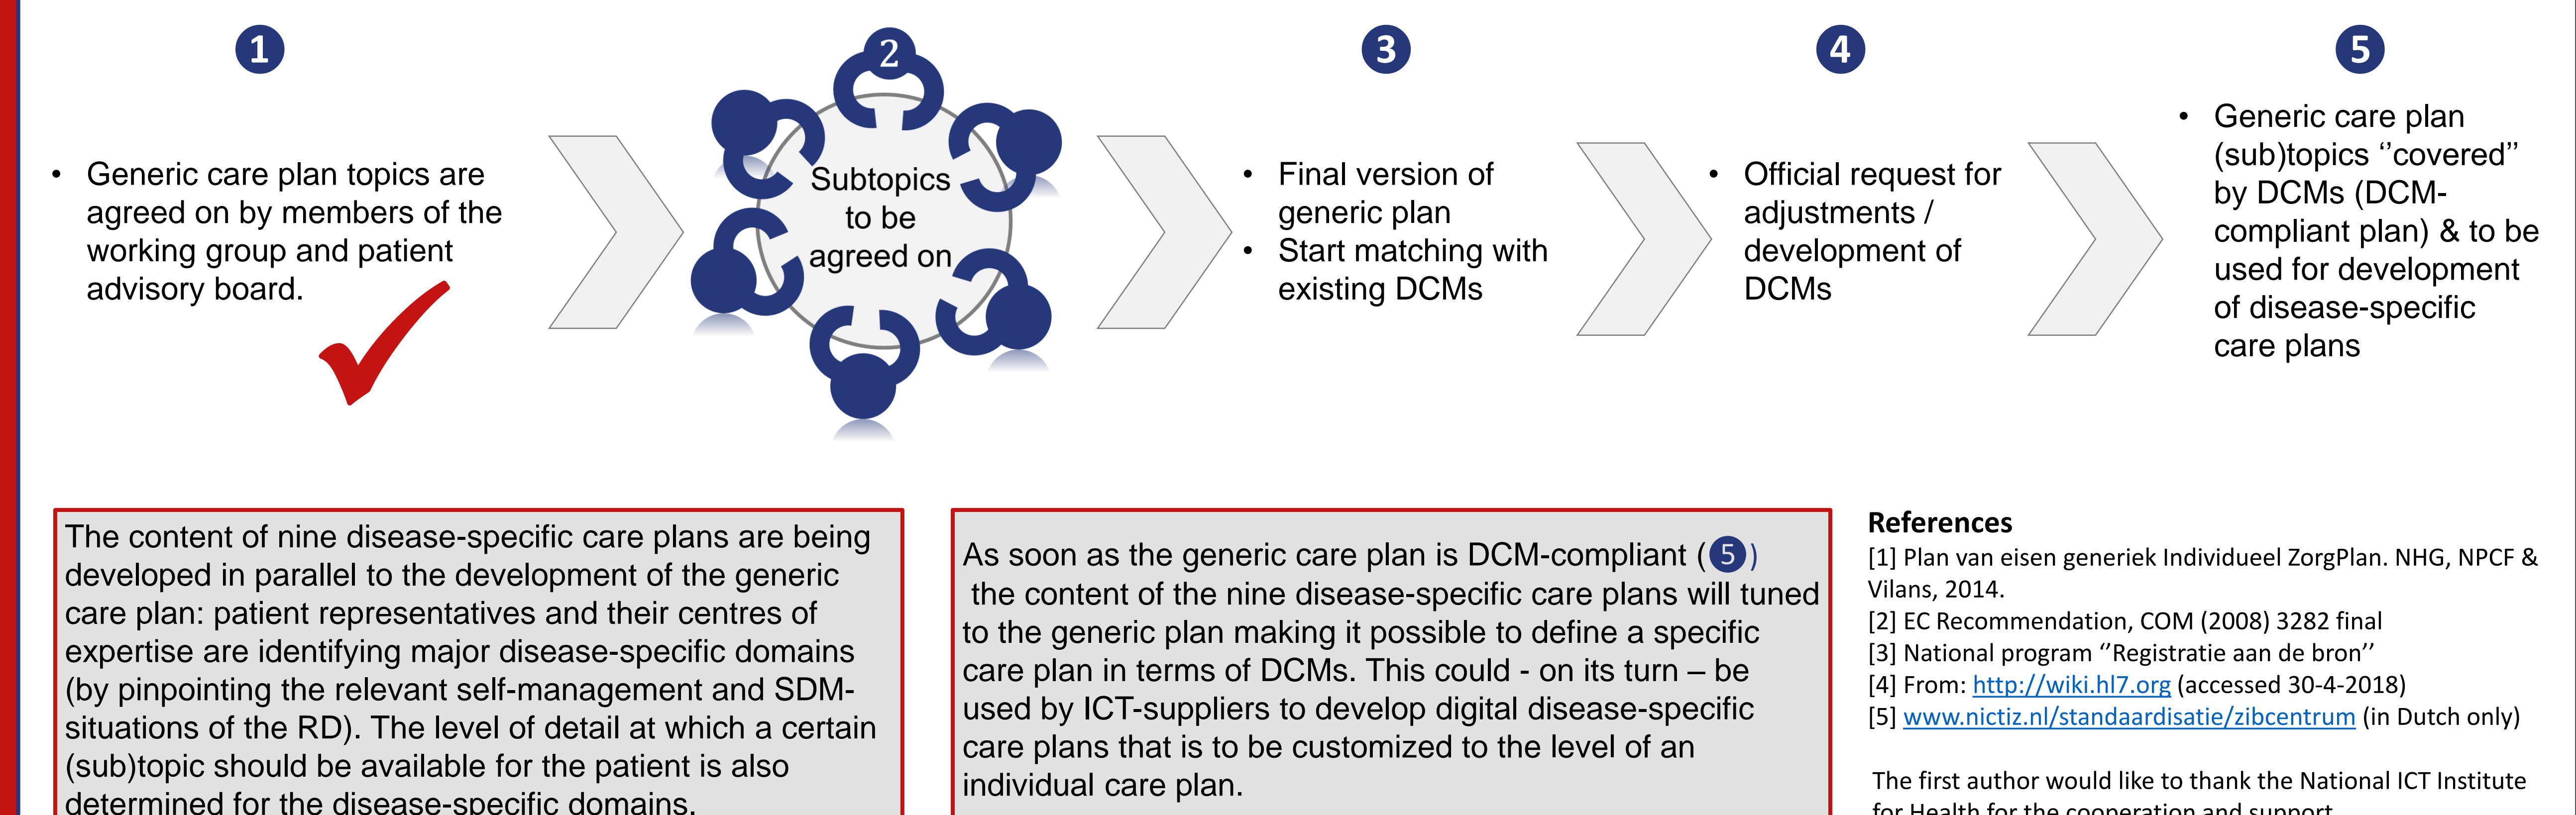 1
• Generic care plan topics are
agreed on by members of the
working group and patient
advisory board.
2
Subtopics
to be
agreed on
3
• Final version of
generic plan
• Start matching with
existing DCMs
4
• Official request for
adjustments /
development of
DCMs
5
• Generic care plan
(sub)topics ‘’covered’’
by DCMs (DCM-
compliant plan) & to be
used for development
of disease-specific
care plans
The content of nine disease-specific care plans are being
developed in parallel to the development of the generic
care plan: patient representatives and their centres of
expertise are identifying major disease-specific domains
(by pinpointing the relevant self-management and SDM-
situations of the RD). The level of detail at which a certain
(sub)topic should be available for the patient is also
determined for the disease-specific domains.
As soon as the generic care plan is DCM-compliant (5)
the content of the nine disease-specific care plans will tuned
to the generic plan making it possible to define a specific
care plan in terms of DCMs. This could - on its turn – be
used by ICT-suppliers to develop digital disease-specific
care plans that is to be customized to the level of an
individual care plan.
References
[1] Plan van eisen generiek Individueel ZorgPlan. NHG, NPCF &
Vilans, 2014.
[2] EC Recommendation, COM (2008) 3282 final
[3] National program ‘’Registratie aan de bron’’
[4] From: http://wiki.hl7.org (accessed 30-4-2018)
[5] www.nictiz.nl/standaardisatie/zibcentrum (in Dutch only)
The first author would like to thank the National ICT Institute
for Health for the cooperation and support